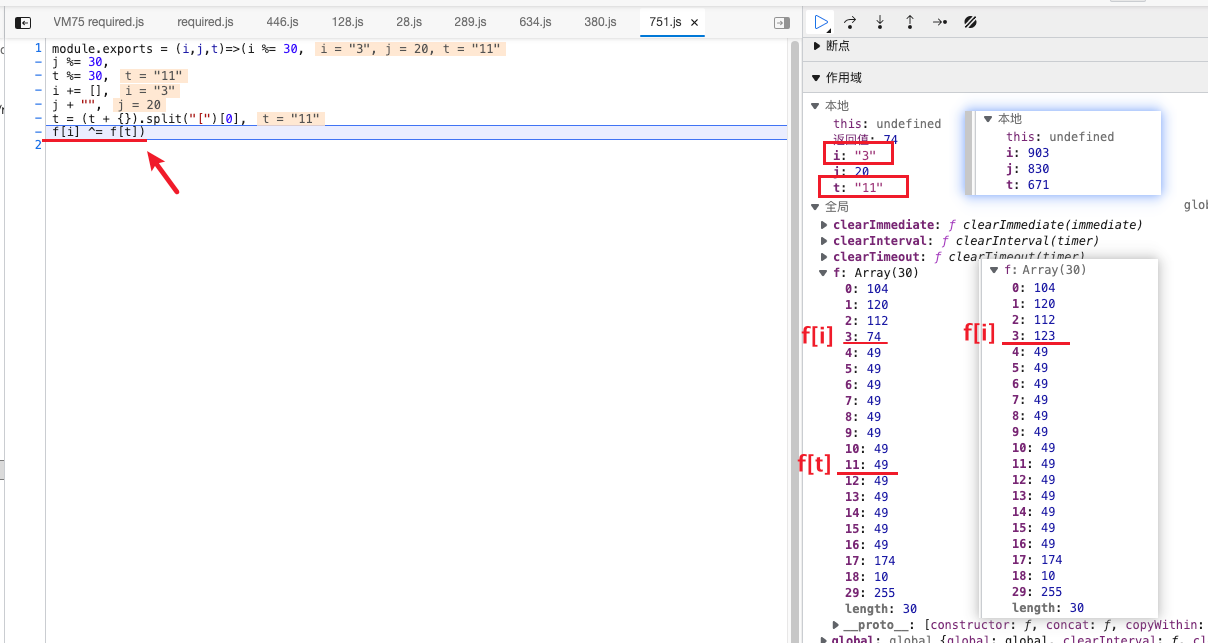 VM75 required.js required.js 446.js 128.js 28.js 289.js 634.js 380.js 751.js ×
1 module.exports = (i,j,t)=>(i %= 30, i = "3", j = 20, t = "11"
– j %= 30,
– t %= 30, t = "11"
– i += [], i = "3"
– j + "", j = 20
– t = (t + {}).split("[")[0], t = "11"
– f[i] ^= f[t])
2
断点
作用域
本地
this: undefined
返回值: 74
i: "3"
j: 20
t: "11"
本地
this: undefined
i: 903
j: 830
t: 671
全局
glob
clearImmediate: ƒ clearImmediate(immediate)
clearInterval: ƒ clearInterval(timer)
clearTimeout: ƒ clearTimeout(timer)
f: Array(30)
0: 104
1: 120
2: 112
f[i] 3: 74
4: 49
5: 49
6: 49
7: 49
8: 49
9: 49
10: 49
f[t] 11: 49
12: 49
13: 49
14: 49
15: 49
16: 49
17: 174
18: 10
29: 255
length: 30
f: Array(30)
0: 104
1: 120
2: 112
f[i] 3: 123
4: 49
5: 49
6: 49
7: 49
8: 49
9: 49
10: 49
11: 49
12: 49
13: 49
14: 49
15: 49
16: 49
17: 174
18: 10
29: 255
length: 30
__proto__: [constructor: ƒ, concat: ƒ, copyWithin:
global: global {global: global, clearInterval: ƒ, cl